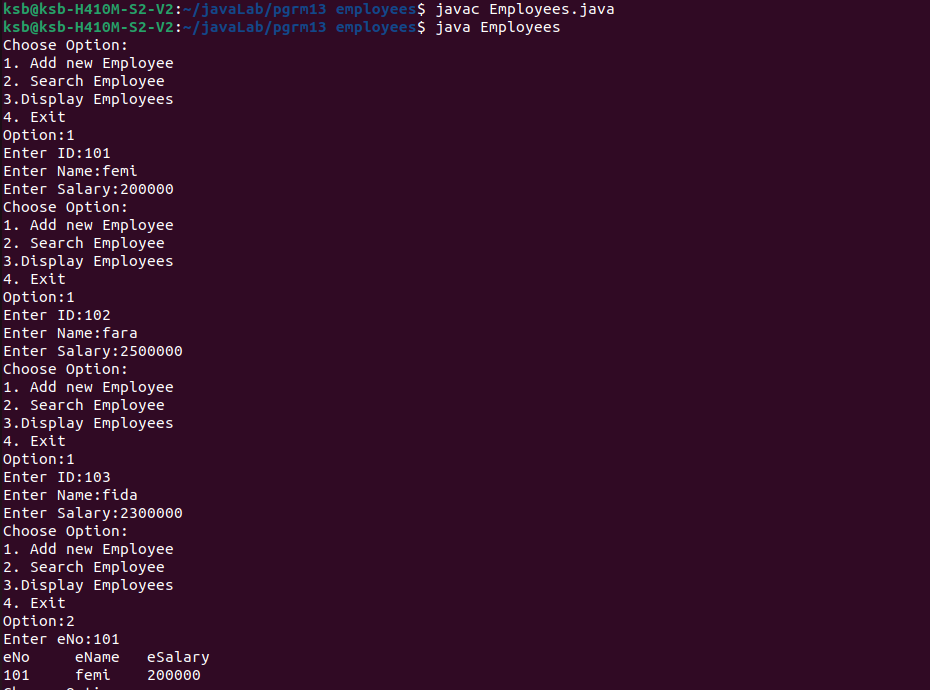 ksb@ksb-H410M-S2-V2:~/javaLab/pgrm13 employees$ javac Employees.java
ksb@ksb-H410M-S2-V2:~/javaLab/pgrm13 employees$ java Employees
Choose Option:
1. Add new Employee
2. Search Employee
3.Display Employees
4. Exit
Option:1
Enter ID:101
Enter Name:femi
Enter Salary:200000
Choose Option:
1. Add new Employee
2. Search Employee
3.Display Employees
4. Exit
Option:1
Enter ID:102
Enter Name:fara
Enter Salary:2500000
Choose Option:
1. Add new Employee
2. Search Employee
3.Display Employees
4. Exit
Option:1
Enter ID:103
Enter Name:fida
Enter Salary:2300000
Choose Option:
1. Add new Employee
2. Search Employee
3.Display Employees
4. Exit
Option:2
Enter eNo:101
eNo     eName   eSalary
101     femi    200000